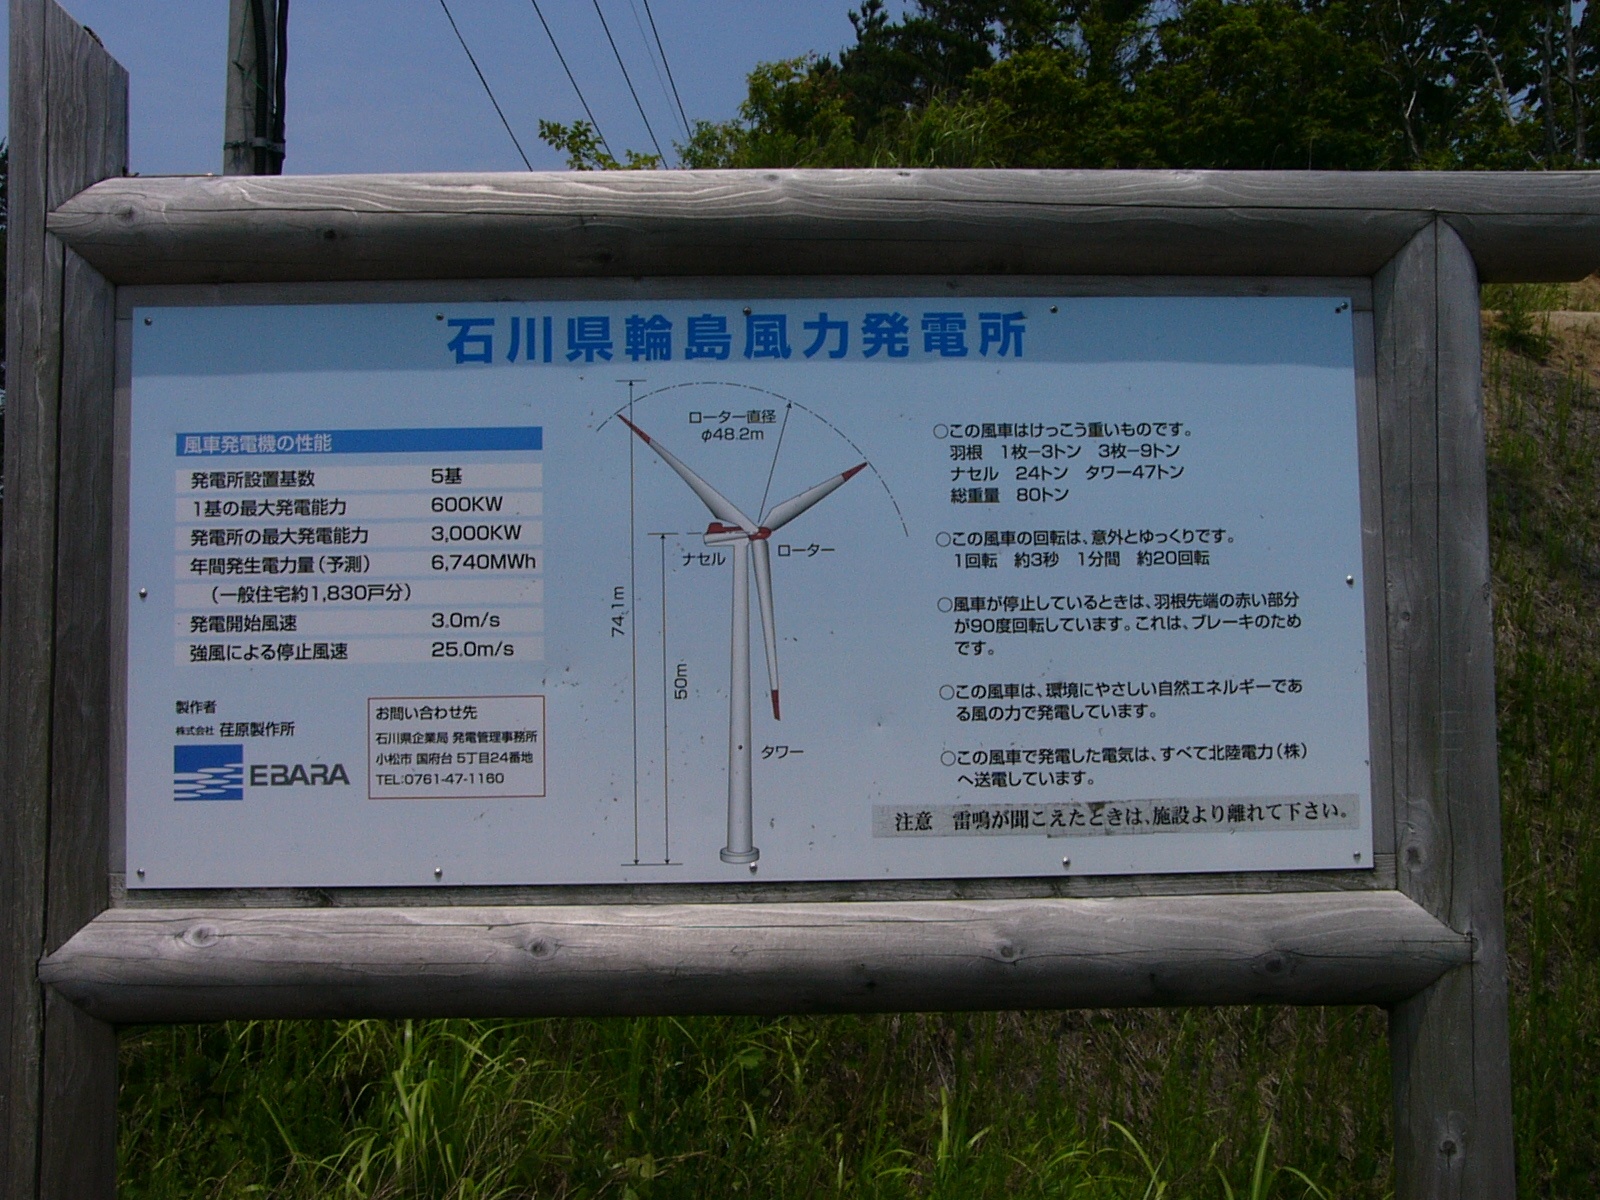 石川県輪島風力発電所
風車発電機の性能
発電所設置基数 5基
1基の最大発電能力 600KW
発電所の最大発電能力 3,000KW
年間発生電力量(予測) 6,740MWh
(一般住宅約1,830戸分)
発電開始風速 3.0m/s
強風による停止風速 25.0m/s
製作者
株式会社 荏原製作所
EBARA
お問い合わせ先
石川県企業局 発電管理事務所
小松市 国府台 5丁目24番地
TEL:0761-47-1160
ローター直径
φ48.2m
ナセル
ローター
74.1m
50m
タワー
○この風車はけっこう重いものです。
羽根 1枚−3トン 3枚−9トン
ナセル 24トン タワー47トン
総重量 80トン
○この風車の回転は、意外とゆっくりです。
1回転 約3秒 1分間 約20回転
○風車が停止しているときは、羽根先端の赤い部分
が90度回転しています。これは、ブレーキのため
です。
○この風車は、環境にやさしい自然エネルギーであ
る風の力で発電しています。
○この風車で発電した電気は、すべて北陸電力(株)
へ送電しています。
注意 雷鳴が聞こえたときは、施設より離れて下さい。